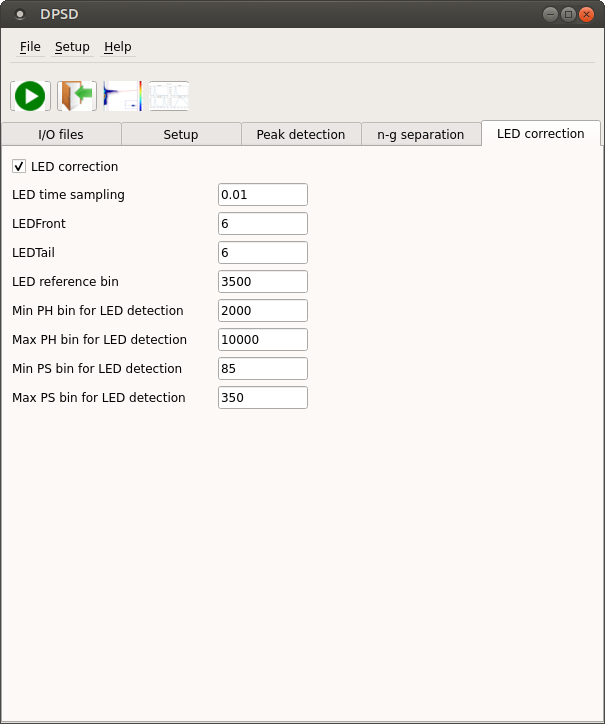 DPSD
File Setup Help
I/O files Setup Peak detection n-g separation LED correction
LED correction
LED time sampling 0.01
LEDFront 6
LEDTail 6
LED reference bin 3500
Min PH bin for LED detection 2000
Max PH bin for LED detection 10000
Min PS bin for LED detection 85
Max PS bin for LED detection 350